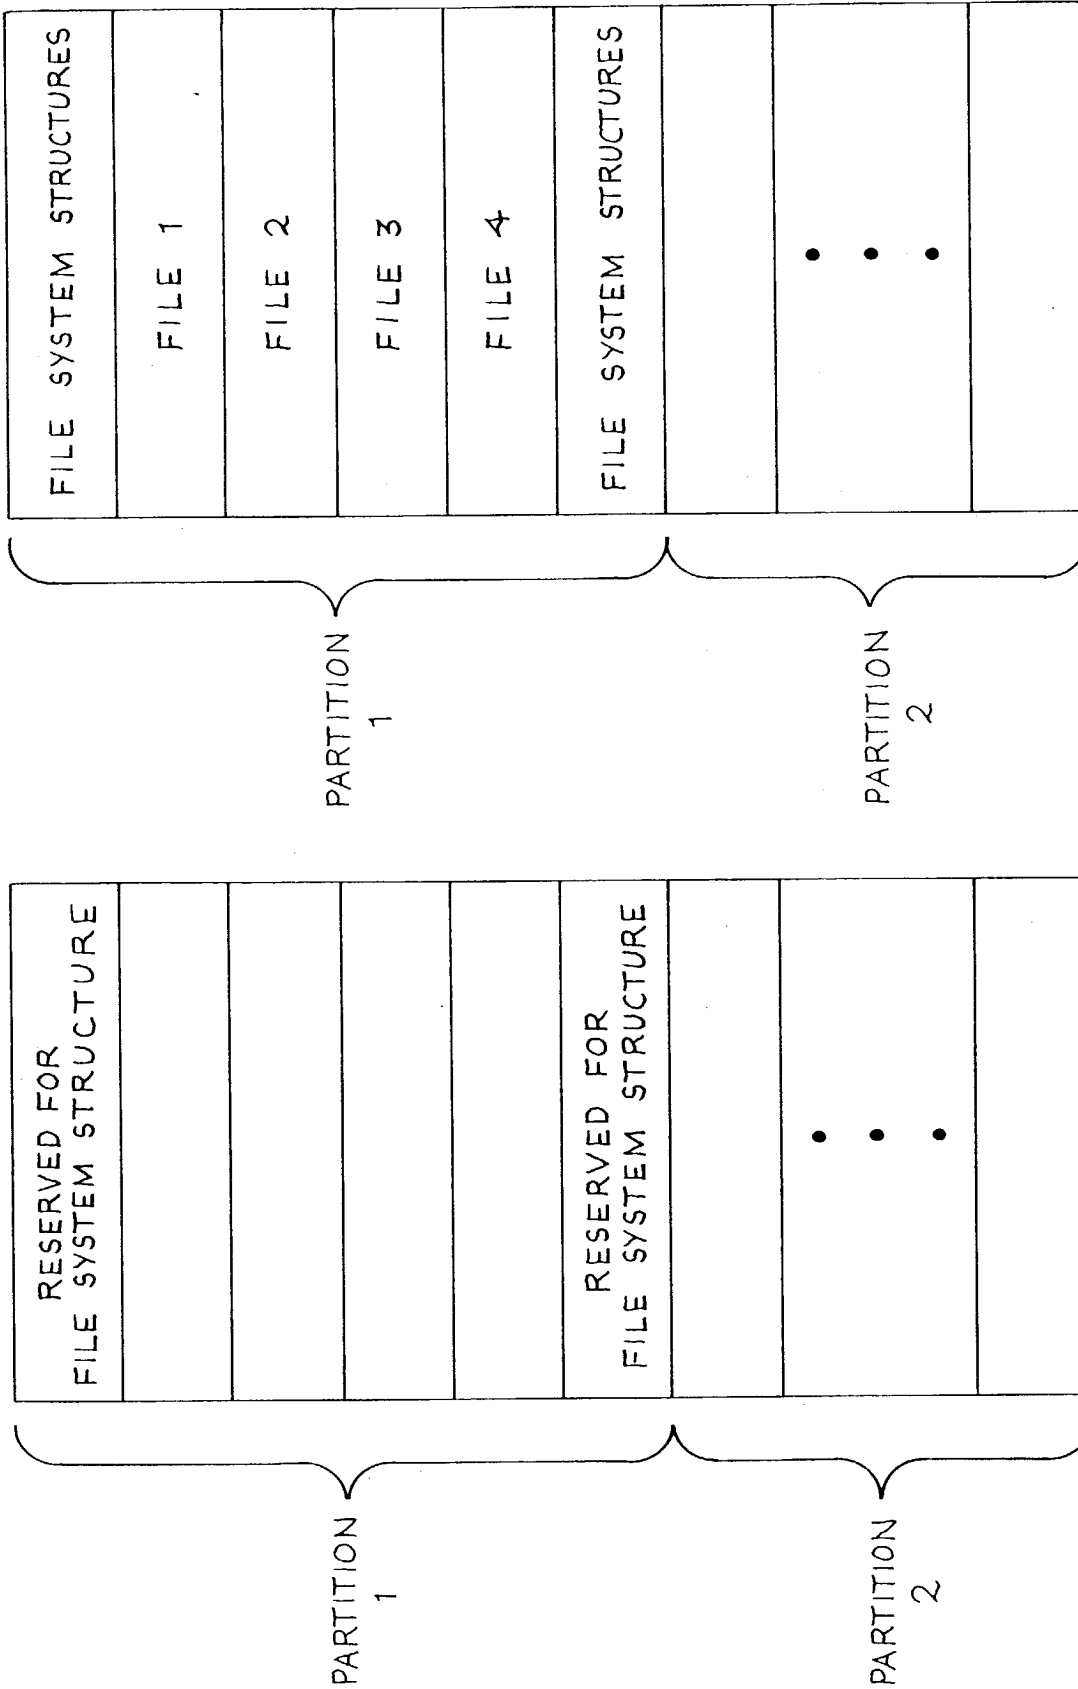 RESERVED FOR
FILE SYSTEM STRUCTURE
PARTITION
1
RESERVED FOR
FILE SYSTEM STRUCTURE
PARTITION
2
FILE SYSTEM STRUCTURES
FILE 1
FILE 2
PARTITION
1
FILE 3
FILE 4
FILE SYSTEM STRUCTURES
PARTITION
2